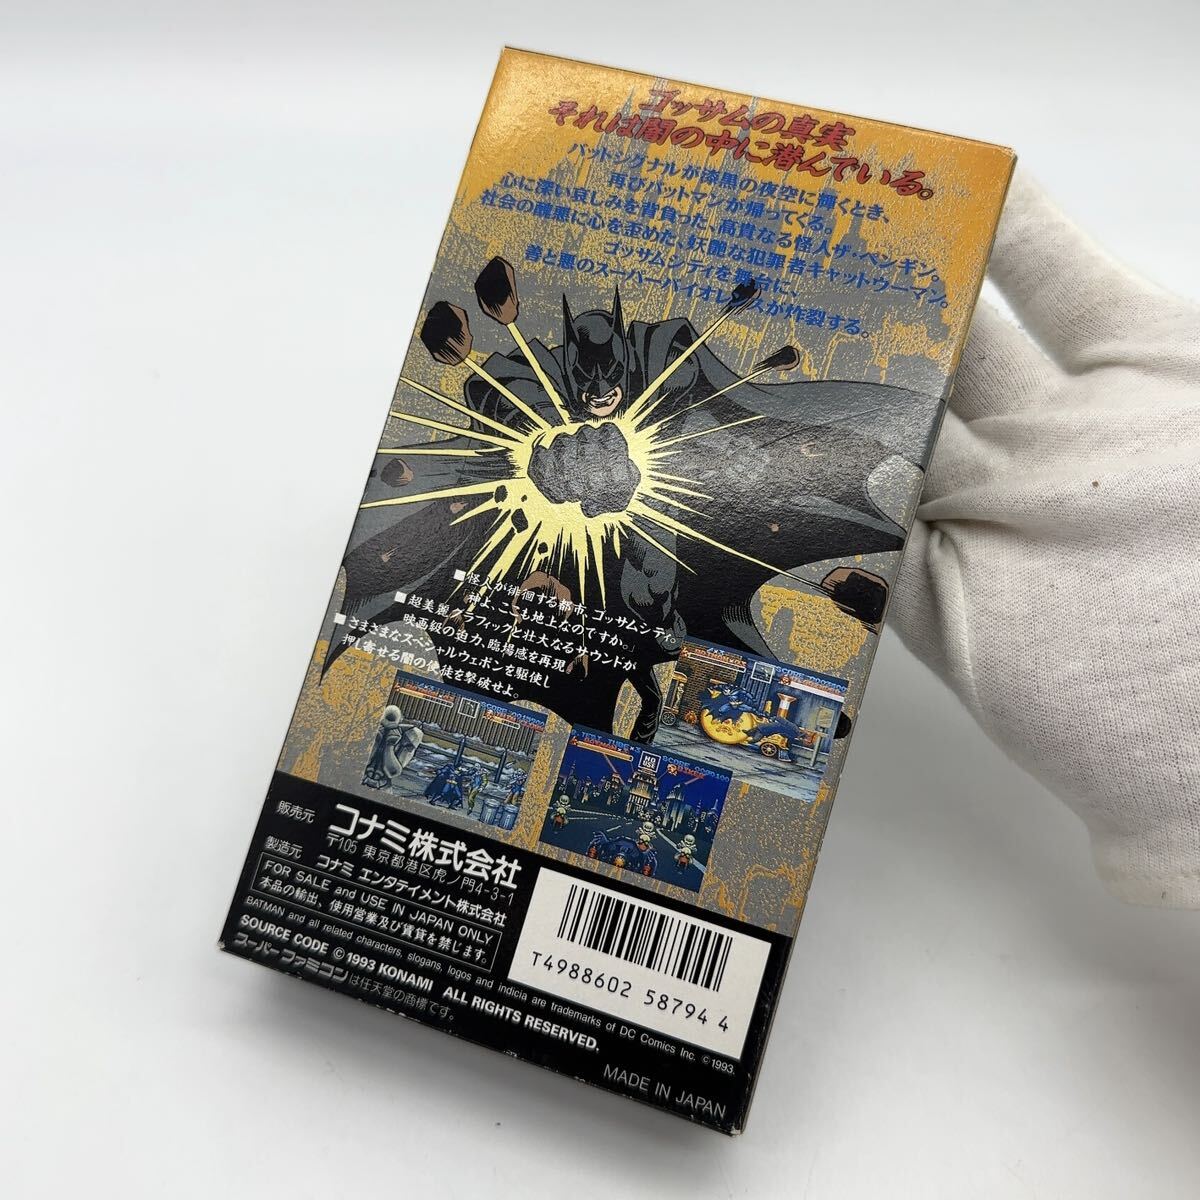 ゴッサムの真実
それは闇の中に潜んでいる。
バットシグナルが漆黒の夜空に輝くとき、
再びバットマンが帰ってくる。
心に深い哀しみを背負った、高貴なる怪人ザ・ペンギン。
社会の醜悪に心を歪めた、妖艶な犯罪者キャットウーマン。
ゴッサムシティを舞台に、
善と悪のスーパーバイオレンスが炸裂する。
■怪人が徘徊する都市、ゴッサムシティ。
神よ、ここも地上なのですか。」
■超美麗グラフィックと壮大なるサウンドが
映画級の迫力、臨場感を再現。
■さまざまなスペシャルウェポンを駆使し
押し寄せる闇の使徒を撃破せよ。
販売元 コナミ株式会社
〒105 東京都港区虎ノ門4-3-1
製造元 コナミ エンタテイメント株式会社
FOR SALE and USE IN JAPAN ONLY
本品の輸出、使用営業及び賃貸を禁じます。
BATMAN and all related characters, slogans, logos and indicia are trademarks of DC Comics Inc. ©1993.
SOURCE CODE © 1993 KONAMI ALL RIGHTS RESERVED.
スーパーファミコンは任天堂の商標です。
T4988602 58794 4
MADE IN JAPAN